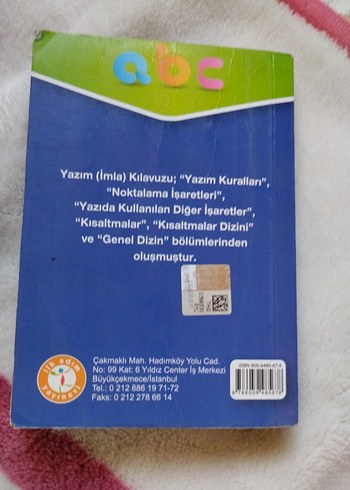 abc
Yazım (İmla) Kılavuzu; “Yazım Kuralları”,
“Noktalama İşaretleri”,
“Yazıda Kullanılan Diğer İşaretler”,
“Kısaltmalar”, “Kısaltmalar Dizini”
ve “Genel Dizin” bölümlerinden
oluşmuştur.
ilk adım
yayınevi
Çakmaklı Mah. Hadımköy Yolu Cad.
No: 99 Kat: 6 Yıldız Center İş Merkezi
Büyükçekmece/İstanbul
Tel.: 0 212 886 19 71-72
Faks: 0 212 278 66 14